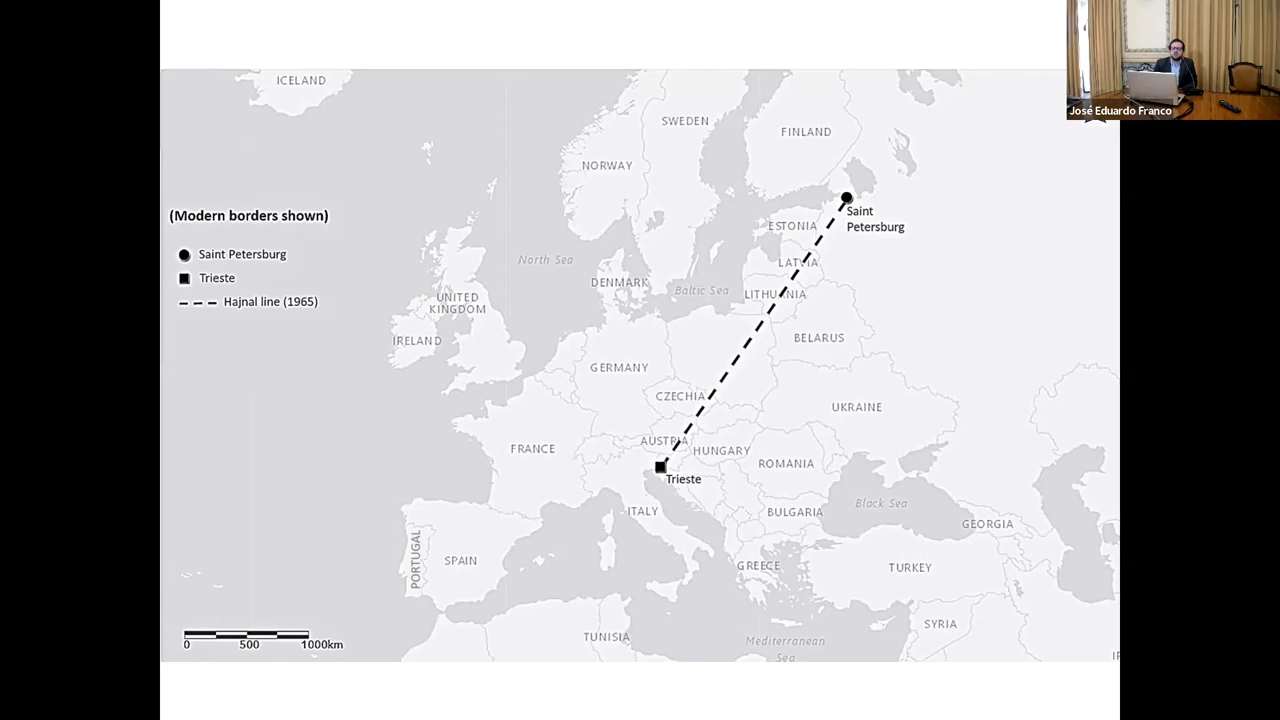 José Eduardo Franco
ICELAND
SWEDEN
FINLAND
NORWAY
Saint
Petersburg
(Modern borders shown)
ESTONIA
Saint Petersburg
North Sea
LATVIA
Trieste
DENMARK
Baltic Sea
LITHUANIA
Hajnal line (1965)
UNITED
KINGDOM
IRELAND
BELARUS
GERMANY
CZECHIA
UKRAINE
FRANCE
AUSTRIA
HUNGARY
ROMANIA
Trieste
Black Sea
ITALY
BULGARIA
GEORGIA
PORTUGAL
SPAIN
GREECE
TURKEY
SYRIA
TUNISIA
Mediterranean
Sea
0 500 1000km